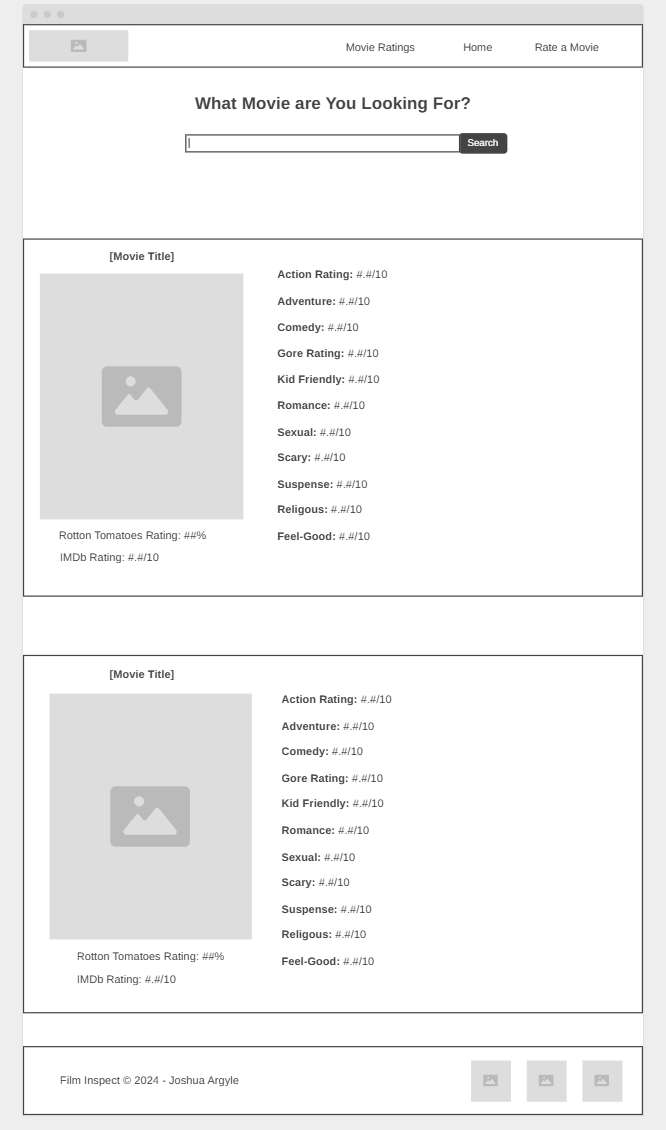 Movie Ratings Home Rate a Movie
What Movie are You Looking For?
Search
[Movie Title]
Action Rating: #.#/10
Adventure: #.#/10
Comedy: #.#/10
Gore Rating: #.#/10
Kid Friendly: #.#/10
Romance: #.#/10
Sexual: #.#/10
Scary: #.#/10
Suspense: #.#/10
Religous: #.#/10
Feel-Good: #.#/10
Rotton Tomatoes Rating: ##%
IMDb Rating: #.#/10
[Movie Title]
Action Rating: #.#/10
Adventure: #.#/10
Comedy: #.#/10
Gore Rating: #.#/10
Kid Friendly: #.#/10
Romance: #.#/10
Sexual: #.#/10
Scary: #.#/10
Suspense: #.#/10
Religous: #.#/10
Feel-Good: #.#/10
Rotton Tomatoes Rating: ##%
IMDb Rating: #.#/10
Film Inspect © 2024 - Joshua Argyle